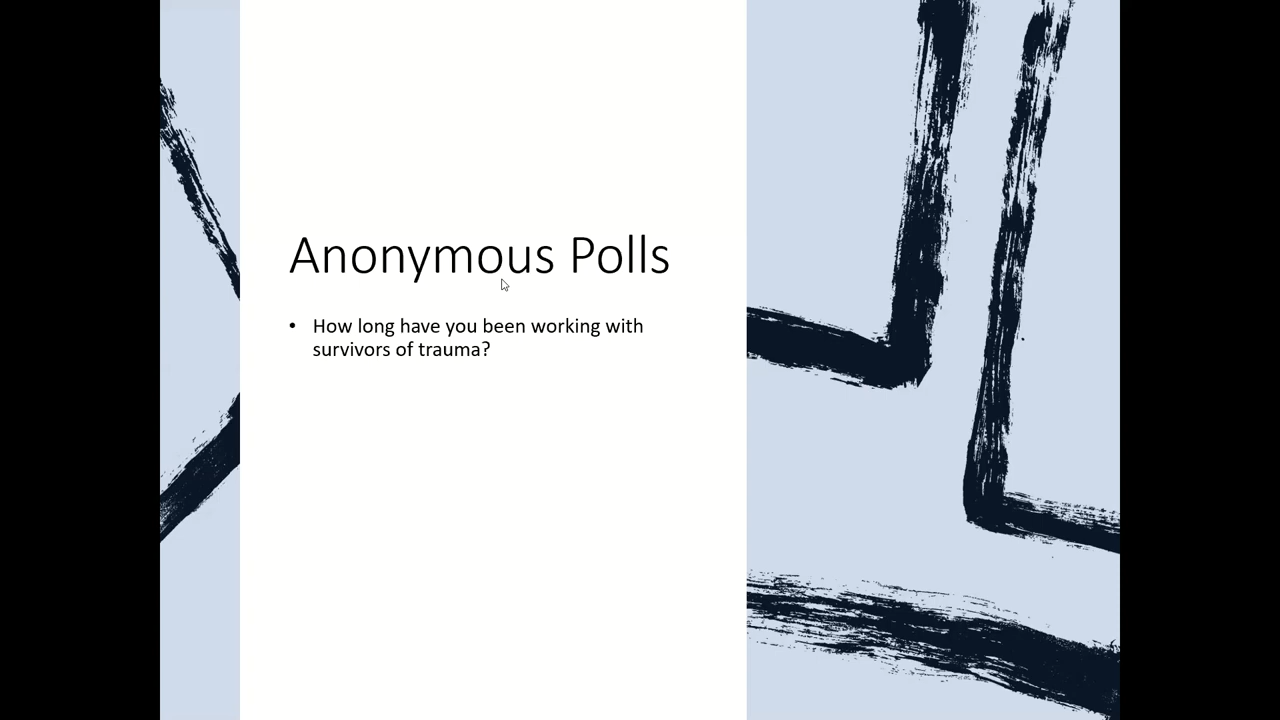 Anonymous Polls
• How long have you been working with
survivors of trauma?